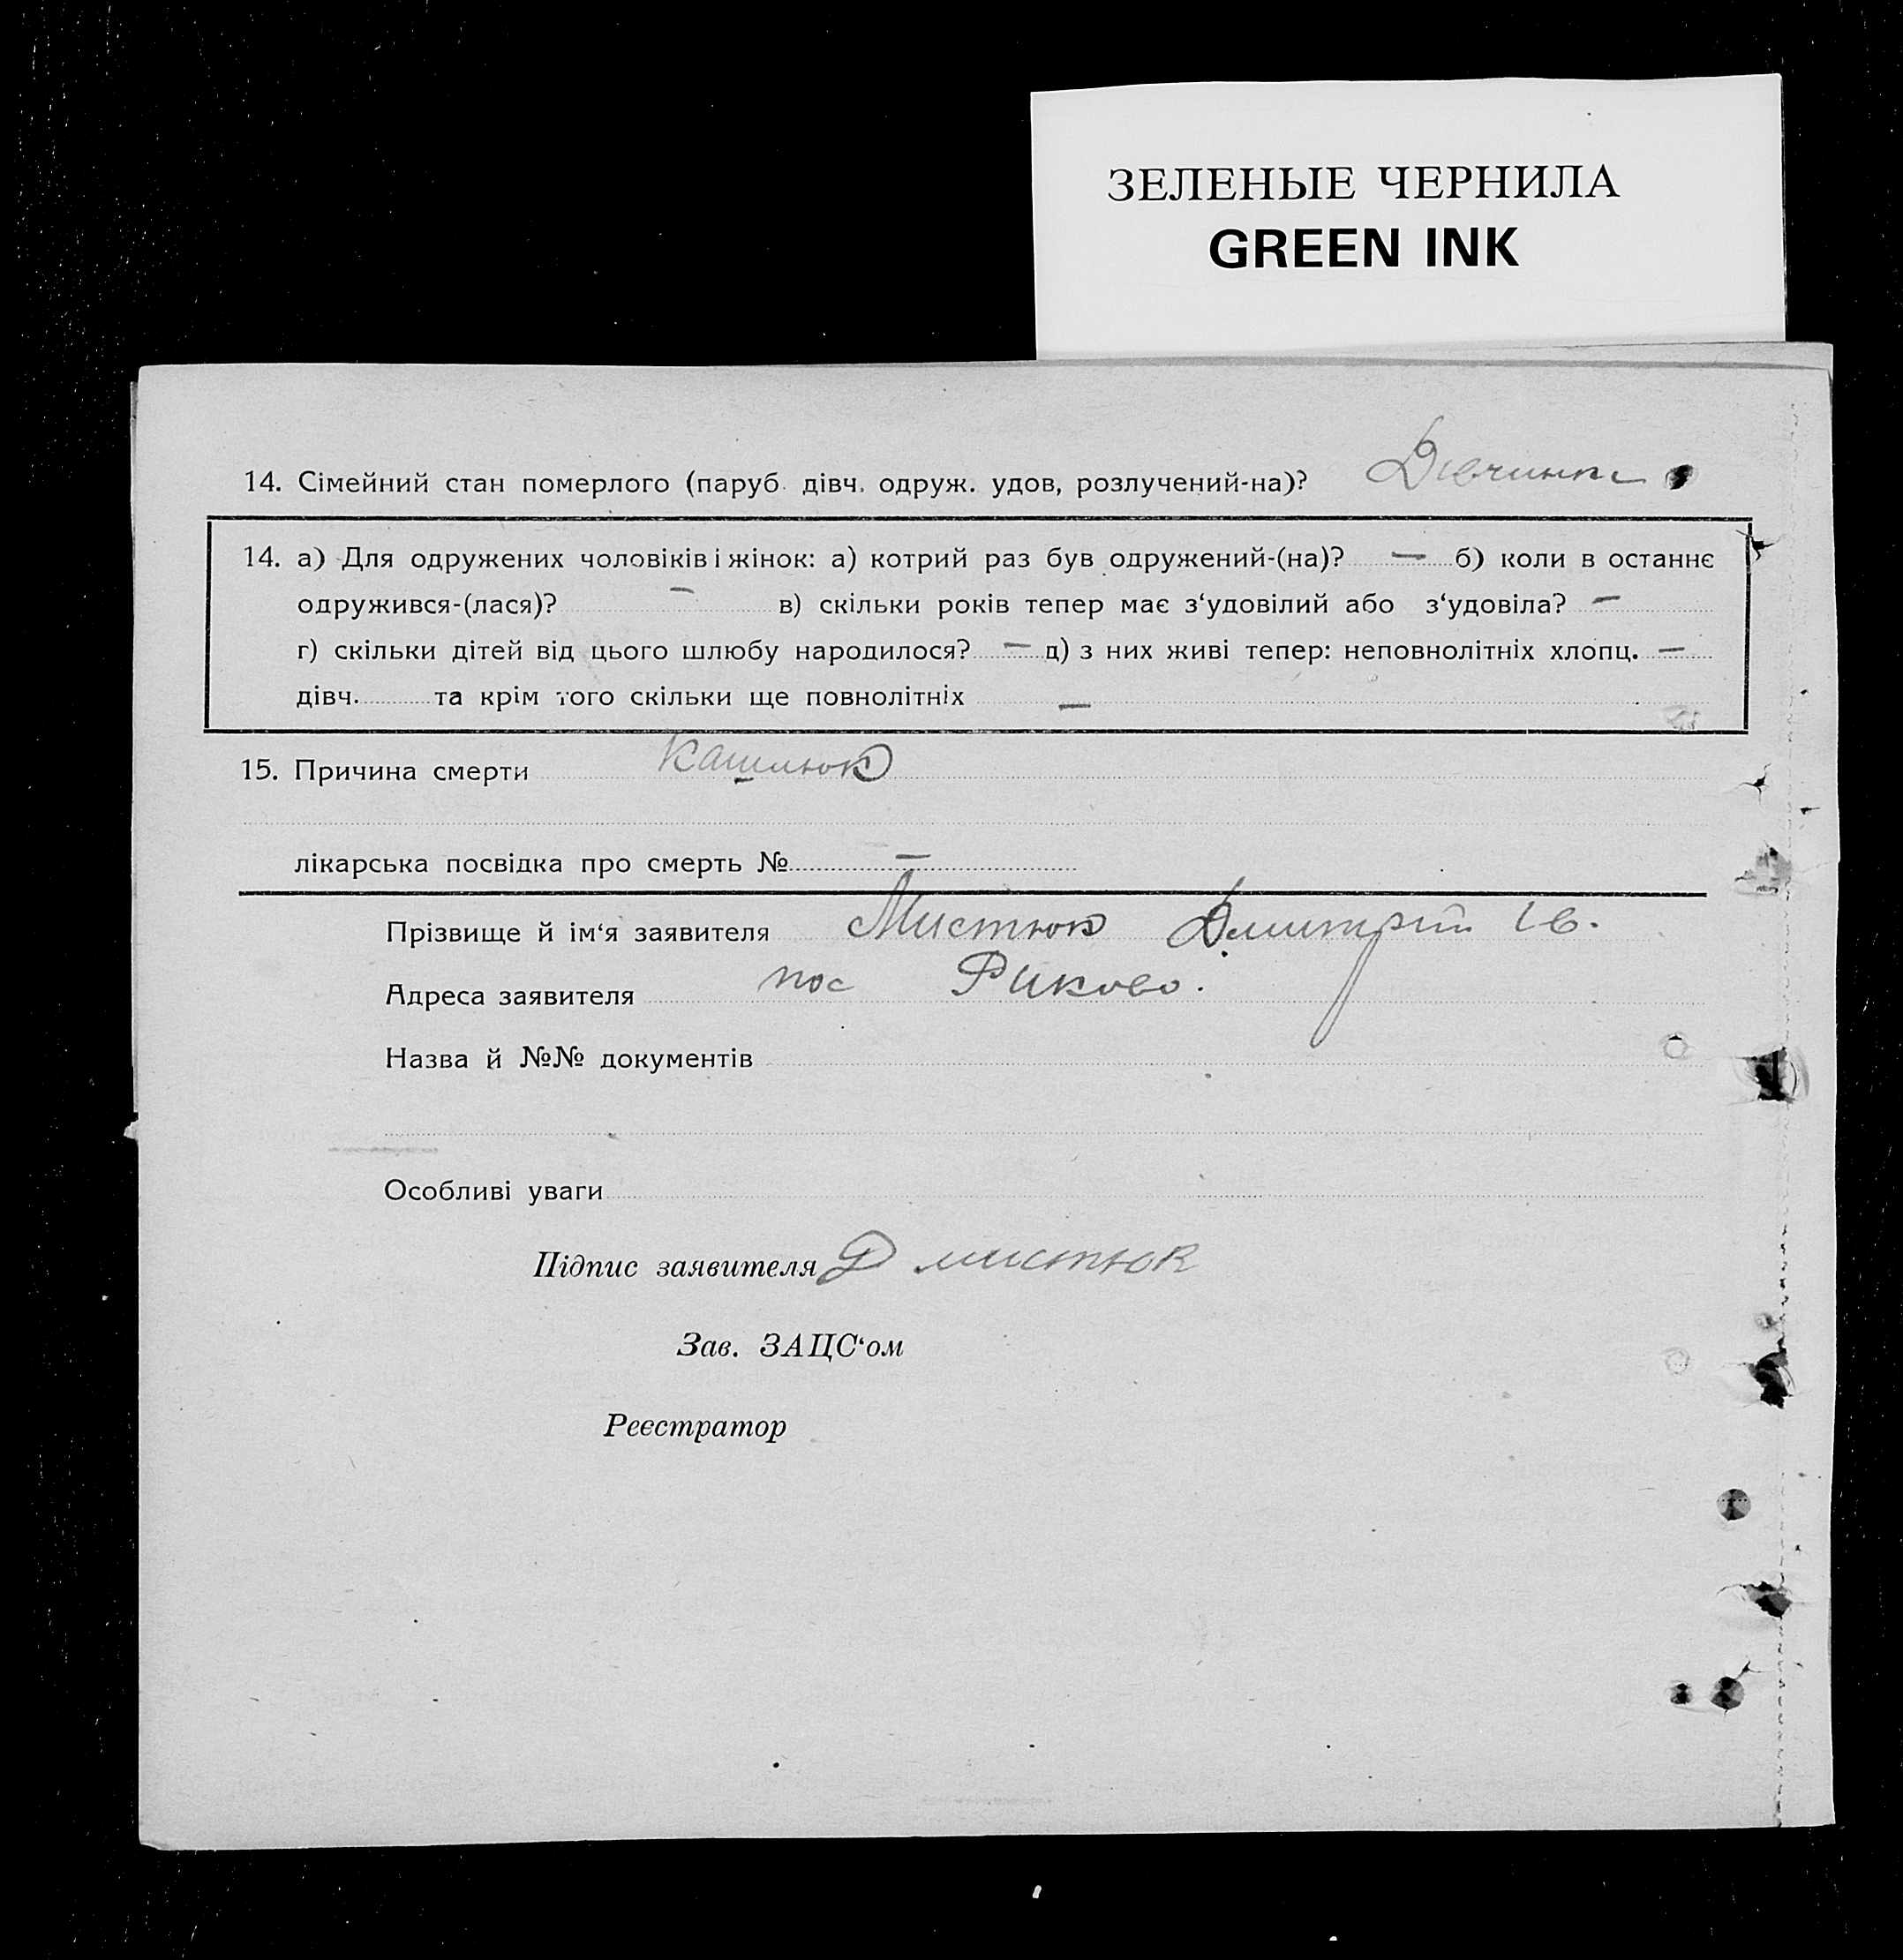 ЗЕЛЕНЫЕ ЧЕРНИЛА
GREEN INK
14. Сімейний стан померлого (паруб. дівч. одруж. удов, розлучений-на)? Дівчинка
14. а) Для одружених чоловіків і жінок: а) котрий раз був одружений-(на)? — б) коли в останнє
одружився-(лася)? — в) скільки років тепер має з‘удовілий або з‘удовіла? —
г) скільки дітей від цього шлюбу народилося? — д) з них живі тепер: неповнолітніх хлопц. —
дівч. та крім того скільки ще повнолітніх —
15. Причина смерти Кашлюк
лікарська посвідка про смерть № —
Прізвище й ім‘я заявителя Мистюк Дмитрій Ів.
Адреса заявителя пос Риково.
Назва й №№ документів
Особливі уваги
Підпис заявителя Д мистюк
Зав. ЗАЦС‘ом
Реєстратор